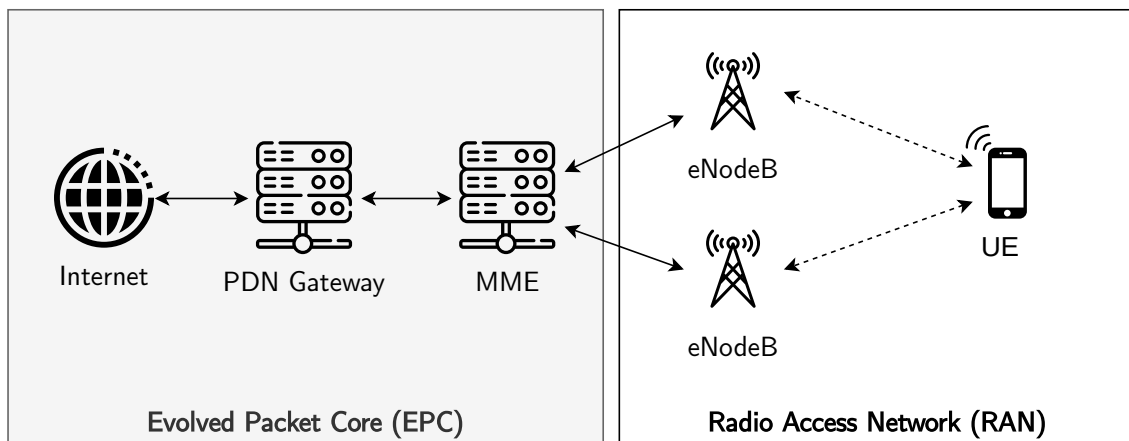 eNodeB
UE
Internet
PDN Gateway
MME
eNodeB
Evolved Packet Core (EPC)
Radio Access Network (RAN)